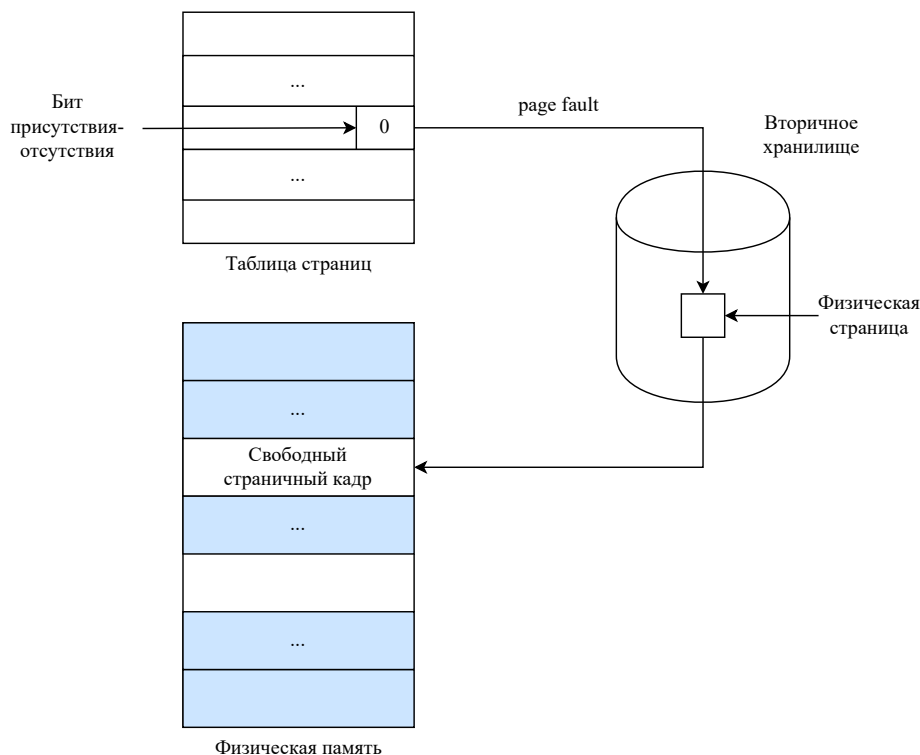 ...
Бит
присутствия-
отсутствия
0
page fault
Вторичное
хранилище
...
Таблица страниц
Физическая
страница
...
Свободный
страничный кадр
...
...
Физическая память